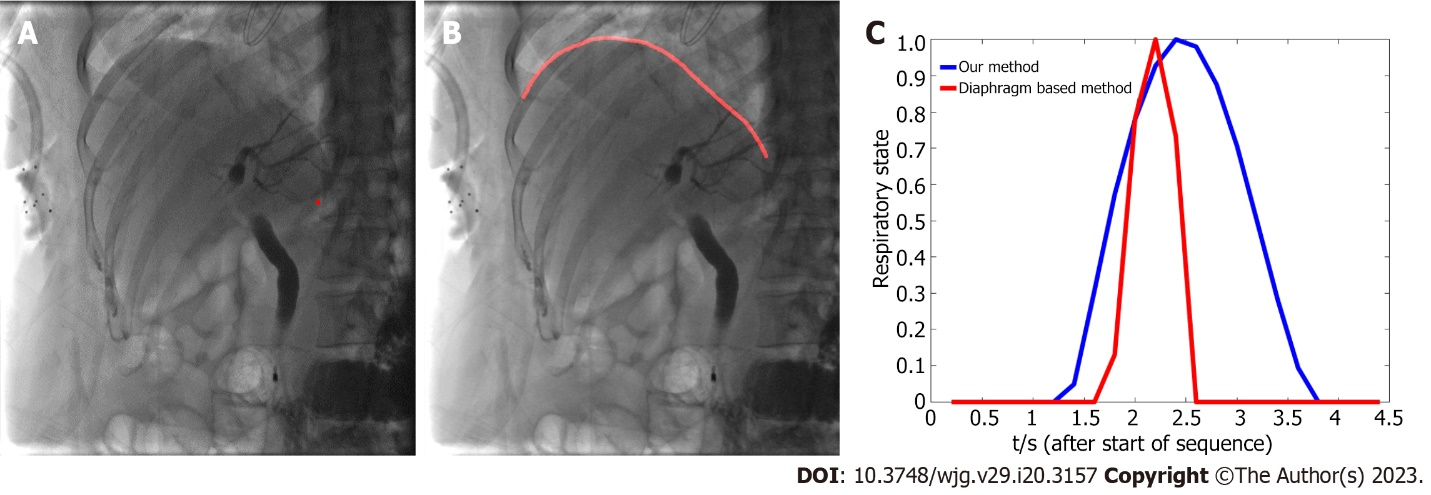 A
B
C
1.0
0.9
0.8
0.7
0.6
0.5
0.4
0.3
0.2
0.1
0
Respiratory state
Our method
Diaphragm based method
0 0.5 1 1.5 2 2.5 3 3.5 4 4.5
t/s (after start of sequence)
DOI: 10.3748/wjg.v29.i20.3157 Copyright ©The Author(s) 2023.